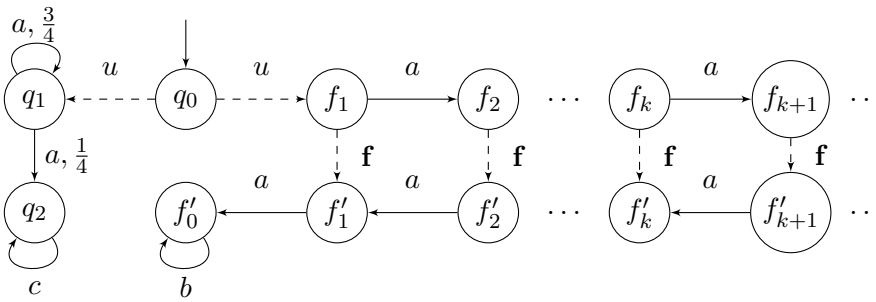 a, 3/4
u u a a
q₁ q₀ f₁ f₂ ··· fₖ fₖ₊₁ ··
a, 1/4 f f f f
a a a
q₂ f′₀ f′₁ f′₂ ··· f′ₖ f′ₖ₊₁ ··
c b